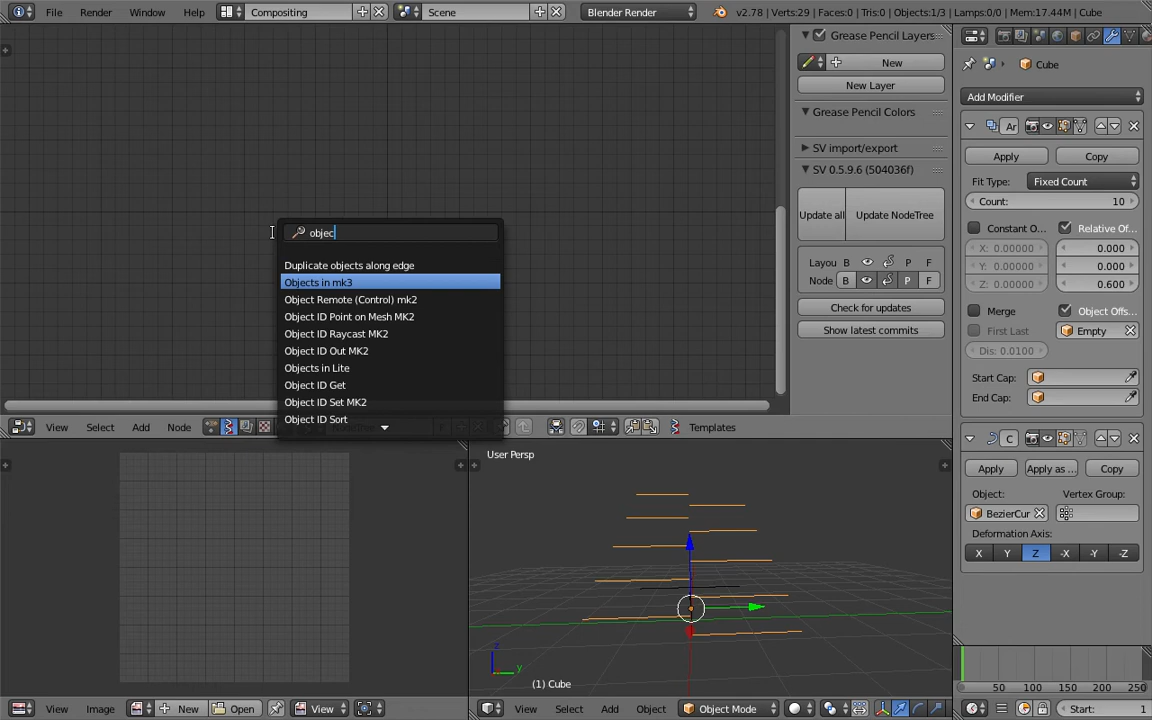 File Render Window Help Compositing Scene Blender Render v2.78 | Verts:29 | Faces:0 | Tris:0 | Objects:1/3 | Lamps:0/0 | Mem:17.44M | Cube
Grease Pencil Layers
New
New Layer
Grease Pencil Colors
SV import/export
SV 0.5.9.6 (504036f)
Update all Update NodeTree
Layou B P F
Node B P F
Check for updates
Show latest commits
objec
Duplicate objects along edge
Objects in mk3
Object Remote (Control) mk2
Object ID Point on Mesh MK2
Object ID Raycast MK2
Object ID Out MK2
Objects in Lite
Object ID Get
Object ID Set MK2
Object ID Sort
View Select Add Node Templates
Cube
Add Modifier
Ar
Apply Copy
Fit Type: Fixed Count
Count: 10
Constant O... Relative Of...
X: 0.00000 0.000
Y: 0.00000 0.000
Z: 0.00000 0.600
Merge Object Offs...
First Last Empty
Dis: 0.0100
Start Cap:
End Cap:
C
Apply Apply as ... Copy
Object: Vertex Group:
BezierCur
Deformation Axis:
X Y Z -X -Y -Z
User Persp
z
y
(1) Cube
50 100 150 200 250
View Image New Open View
View Select Add Object Object Mode
Start: 1